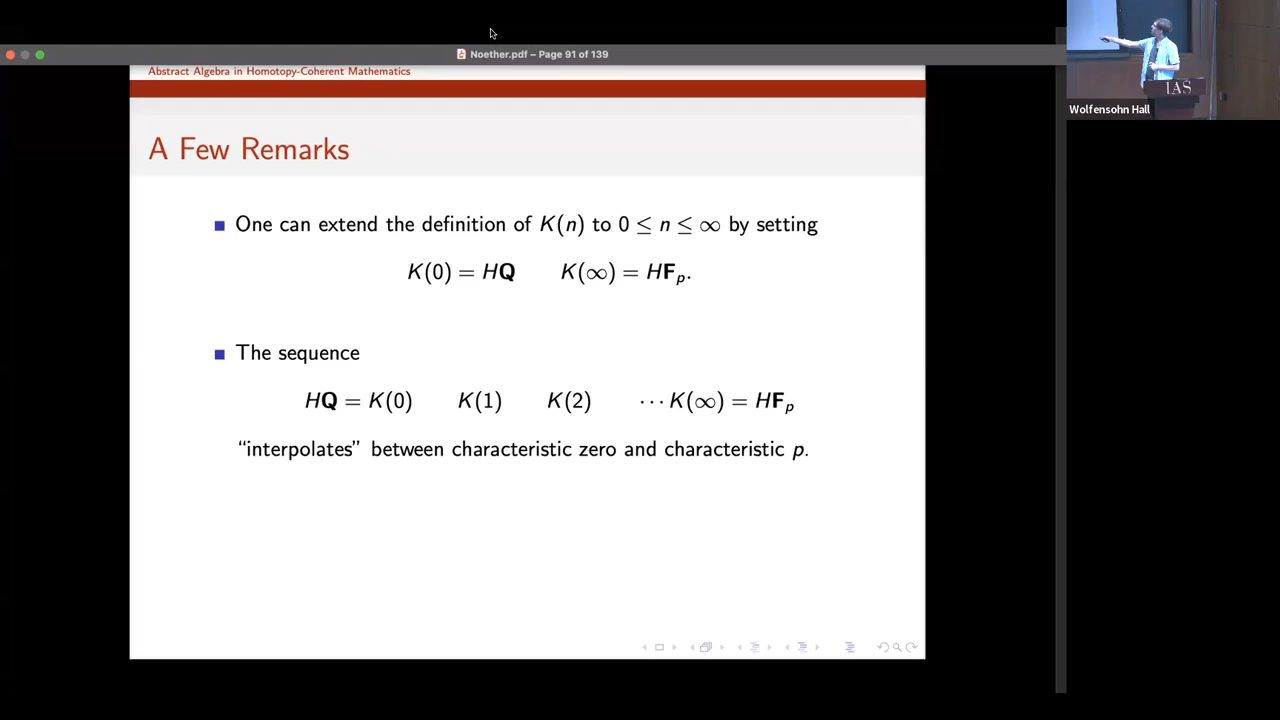 Noether.pdf – Page 91 of 139
Abstract Algebra in Homotopy-Coherent Mathematics
A Few Remarks
One can extend the definition of K(n) to 0 ≤ n ≤ ∞ by setting
K(0) = HQ K(∞) = HFₚ.
The sequence
HQ = K(0) K(1) K(2) ⋯ K(∞) = HFₚ
“interpolates” between characteristic zero and characteristic p.
IAS
Wolfensohn Hall